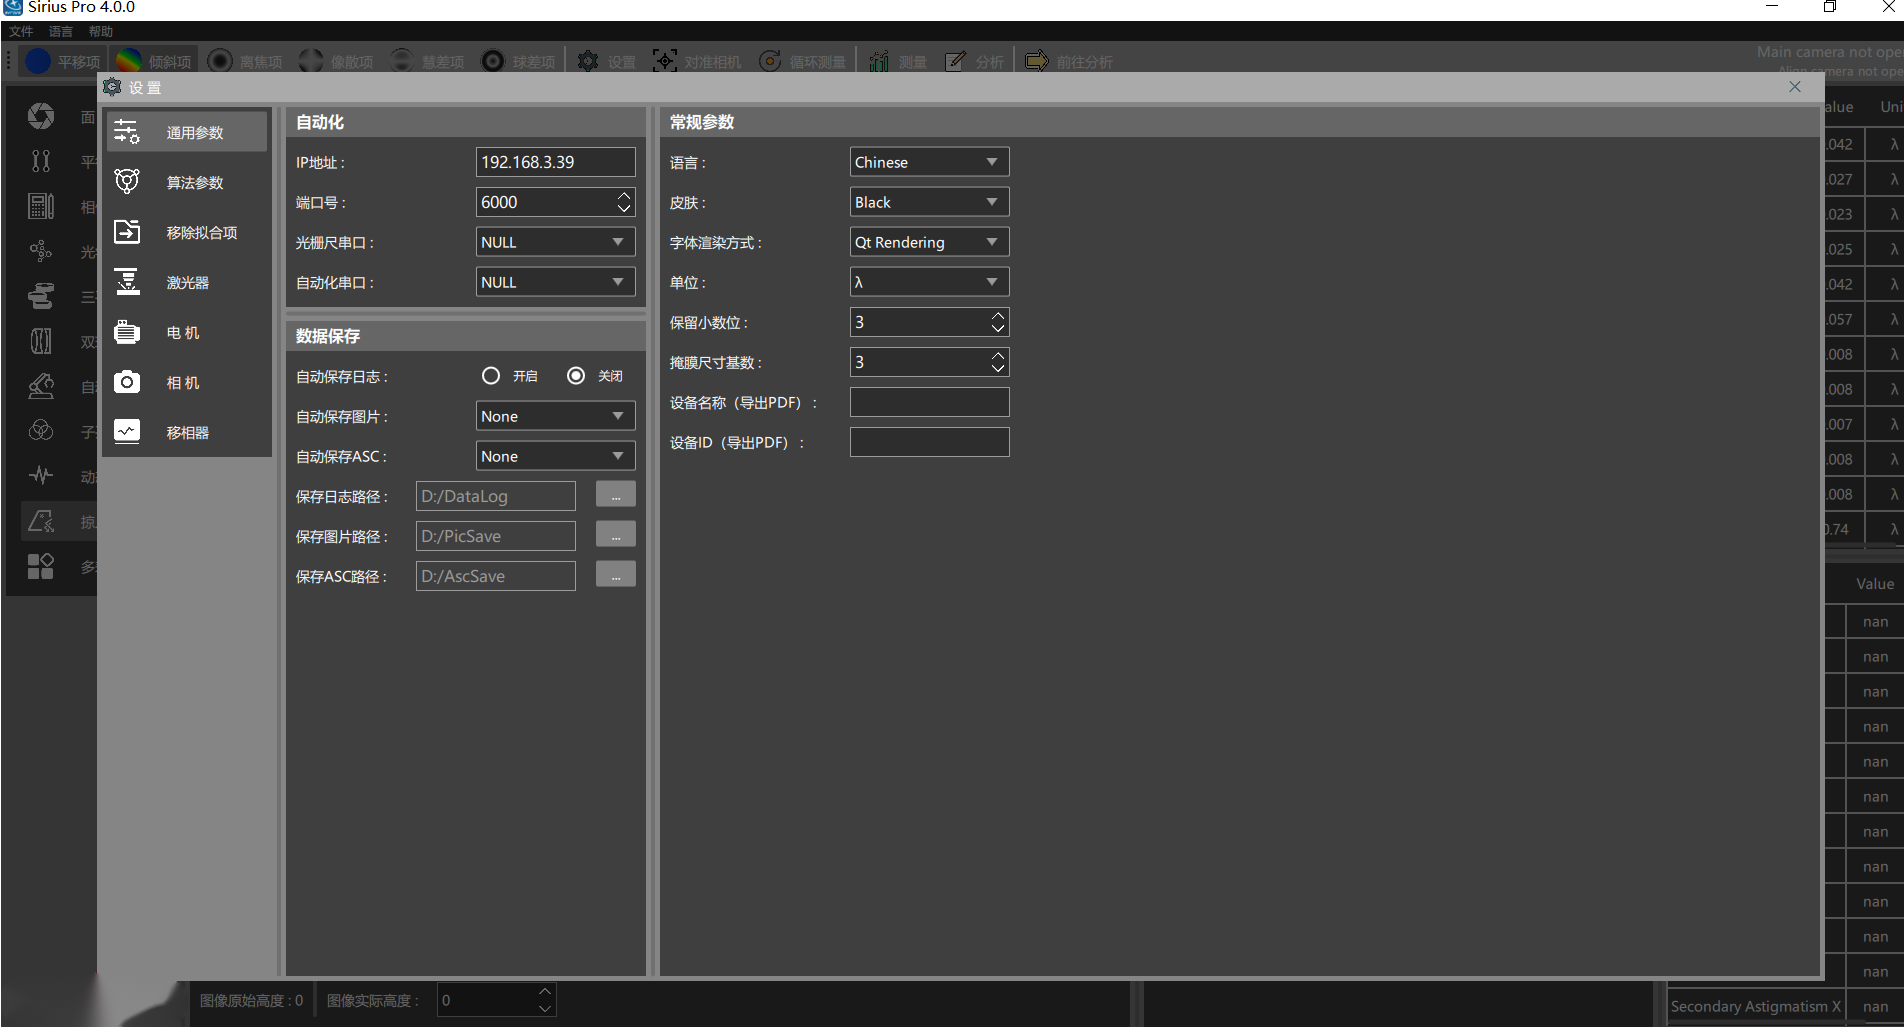 Sirius Pro 4.0.0
文件 语言 帮助
平移项 倾斜项 离焦项 像散项 慧差项 球差项 设置 对准相机 循环测量 测量 分析 前往分析
Main camera not ope
Align camera not ope
设 置
面
平
相
光
三
双
自
子
动
掠
多
通用参数
算法参数
移除拟合项
激光器
电 机
相 机
移相器
自动化
IP地址 : 192.168.3.39
端口号 : 6000
光栅尺串口 : NULL
自动化串口 : NULL
数据保存
自动保存日志 : 开启 关闭
自动保存图片 : None
自动保存ASC : None
保存日志路径 : D:/DataLog ...
保存图片路径 : D:/PicSave ...
保存ASC路径 : D:/AscSave ...
常规参数
语言 : Chinese
皮肤 : Black
字体渲染方式 : Qt Rendering
单位 : λ
保留小数位 : 3
掩膜尺寸基数 : 3
设备名称（导出PDF） :
设备ID（导出PDF） :
alue Uni
.042 λ
.027 λ
.023 λ
.025 λ
.042 λ
.057 λ
.008 λ
.008 λ
.007 λ
.008 λ
.008 λ
0.74 λ
Value
nan
nan
nan
nan
nan
nan
nan
nan
nan
nan
nan
Secondary Astigmatism X nan
图像原始高度 : 0 图像实际高度 : 0